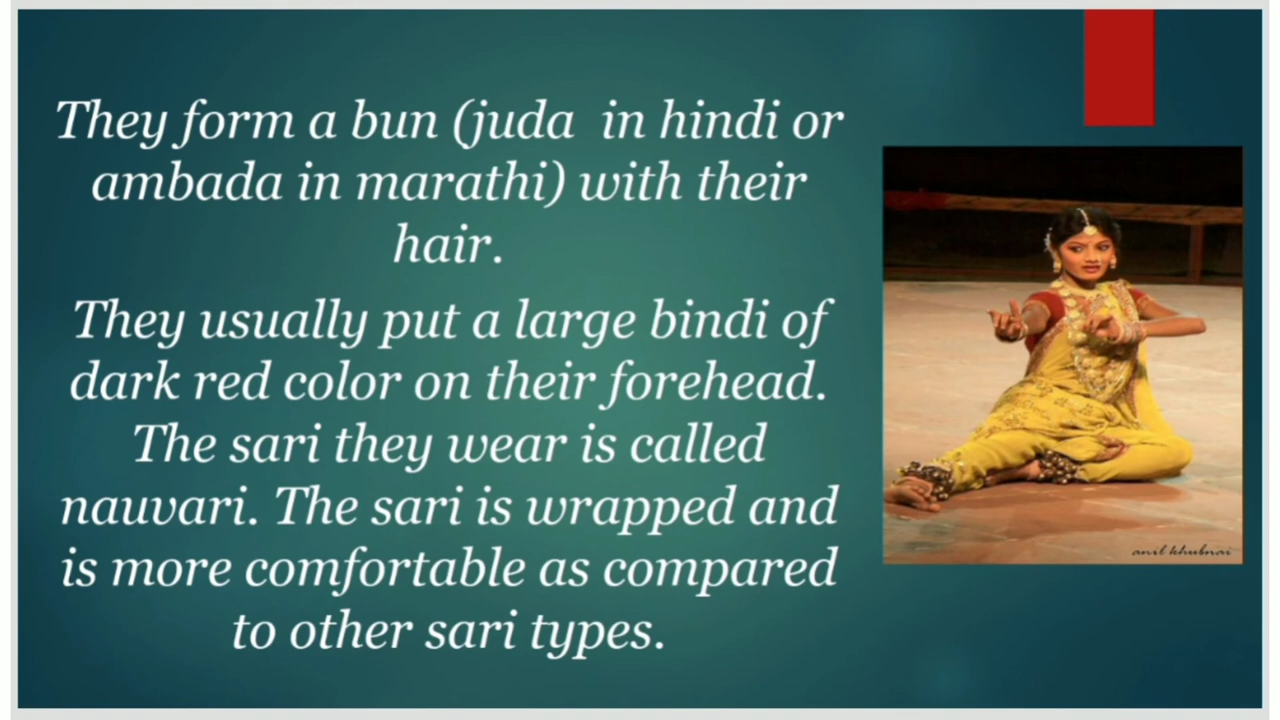 They form a bun (juda in hindi or
ambada in marathi) with their
hair.
They usually put a large bindi of
dark red color on their forehead.
The sari they wear is called
nauvari. The sari is wrapped and
is more comfortable as compared
to other sari types.
anil khubnai